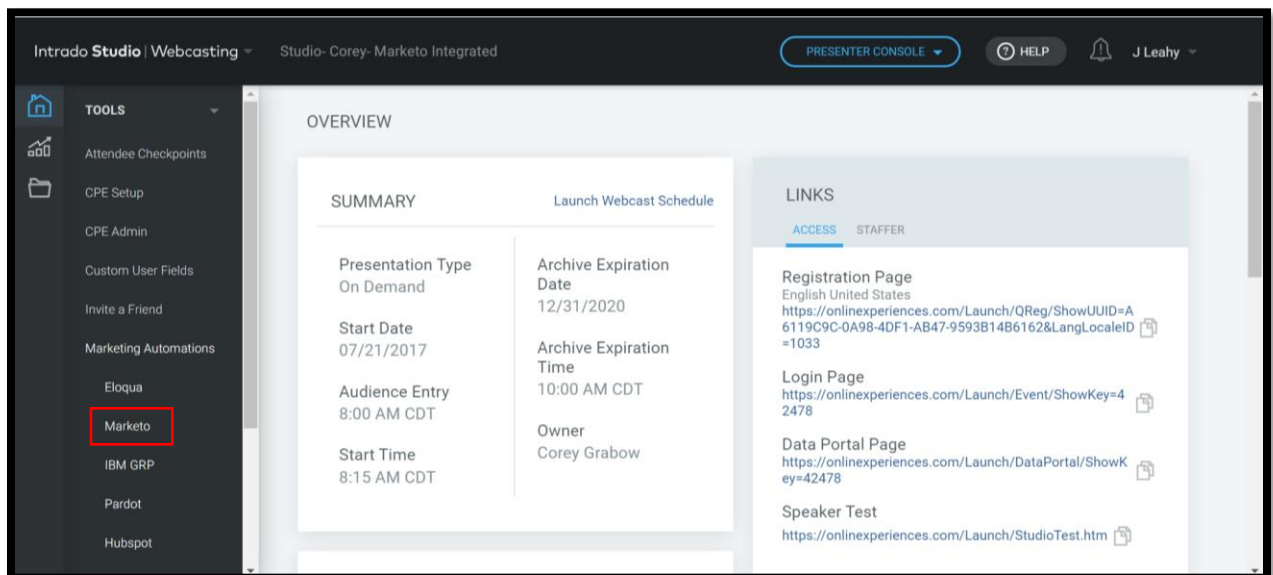 Intrado Studio | Webcasting
Studio- Corey- Marketo Integrated
PRESENTER CONSOLE
? HELP
J Leahy
TOOLS
Attendee Checkpoints
CPE Setup
CPE Admin
Custom User Fields
Invite a Friend
Marketing Automations
Eloqua
Marketo
IBM GRP
Pardot
Hubspot
OVERVIEW
SUMMARY
Launch Webcast Schedule
Presentation Type
On Demand
Start Date
07/21/2017
Audience Entry
8:00 AM CDT
Start Time
8:15 AM CDT
Archive Expiration
Date
12/31/2020
Archive Expiration
Time
10:00 AM CDT
Owner
Corey Grabow
LINKS
ACCESS STAFFER
Registration Page
English United States
https://onlinexperiences.com/Launch/QReg/ShowUUID=A
6119C9C-0A98-4DF1-AB47-9593B14B6162&LangLocaleID
=1033
Login Page
https://onlinexperiences.com/Launch/Event/ShowKey=4
2478
Data Portal Page
https://onlinexperiences.com/Launch/DataPortal/ShowK
ey=42478
Speaker Test
https://onlinexperiences.com/Launch/StudioTest.htm